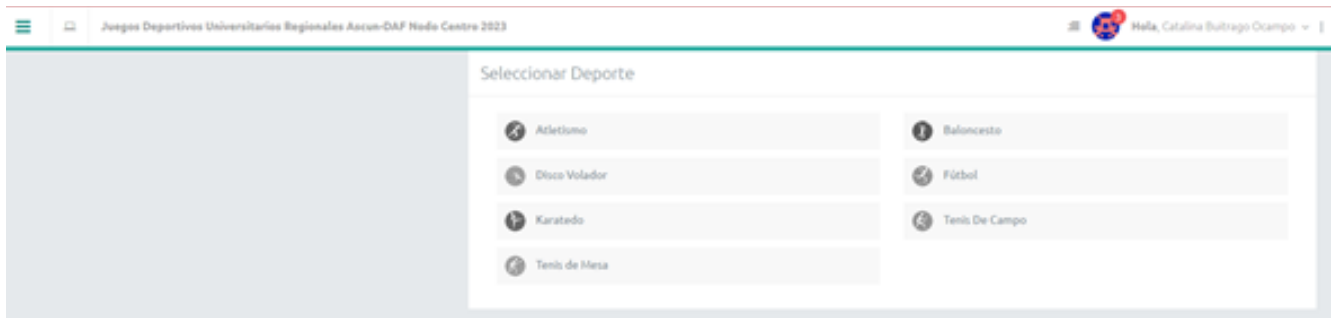 Juegos Deportivos Universitarios Regionales Ascun-DAF Nodo Centro 2023
Hola, Catalina Buitrago Ocampo
Seleccionar Deporte
Atletismo
Baloncesto
Disco Volador
Fútbol
Karatedo
Tenis De Campo
Tenis de Mesa